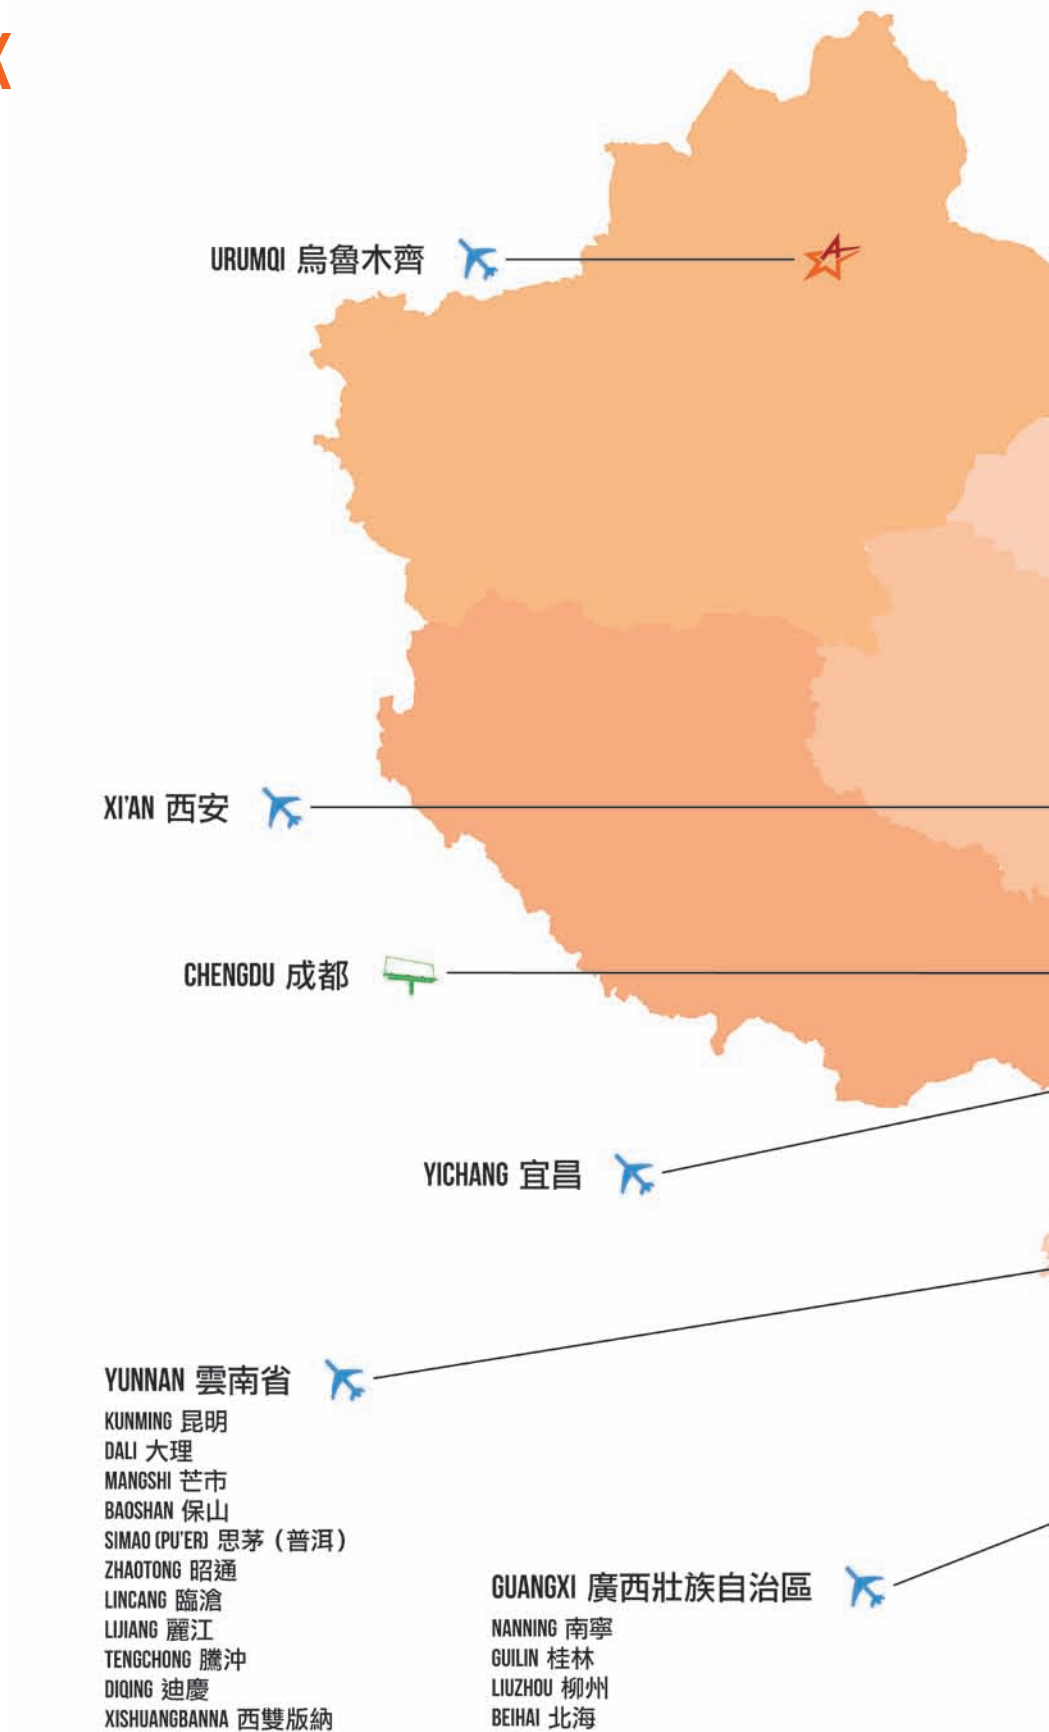 X
URUMQI 烏魯木齊
XI'AN 西安
CHENGDU 成都
YICHANG 宜昌
YUNNAN 雲南省
KUNMING 昆明
DALI 大理
MANGSHI 芒市
BAOSHAN 保山
SIMAO (PU'ER) 思茅（普洱）
ZHAOTONG 昭通
LINCANG 臨滄
LIJIANG 麗江
TENGCHONG 騰沖
DIQING 迪慶
XISHUANGBANNA 西雙版納
GUANGXI 廣西壯族自治區
NANNING 南寧
GUILIN 桂林
LIUZHOU 柳州
BEIHAI 北海